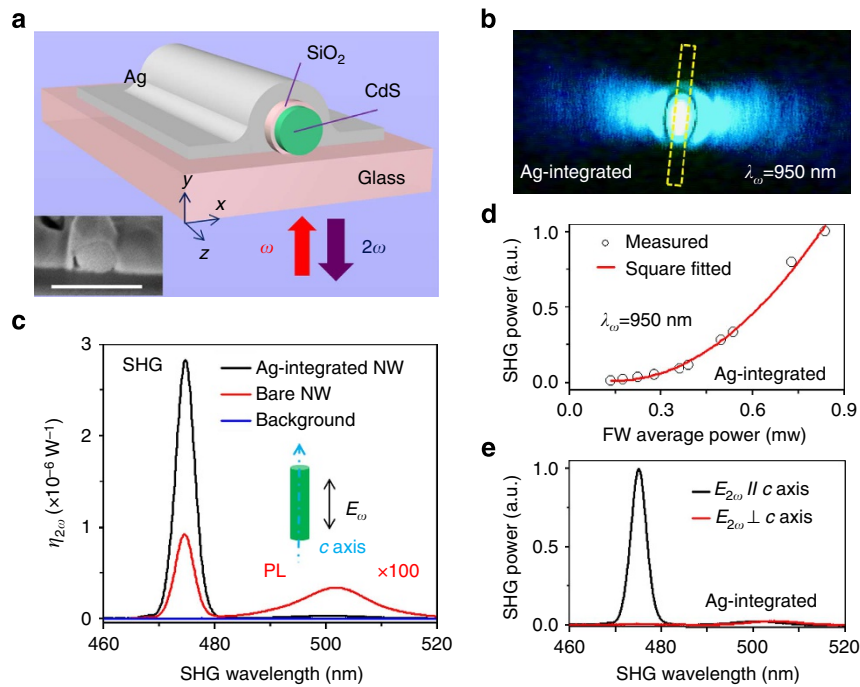 a
SiO₂
Ag
CdS
Glass
y
x
z
ω
2ω
b
Ag-integrated
λω=950 nm
c
3
2
1
0
η2ω (×10⁻⁶ W⁻¹)
SHG
Ag-integrated NW
Bare NW
Background
Eω
c axis
PL
×100
460
480
500
520
SHG wavelength (nm)
d
1.0
0.5
0.0
SHG power (a.u.)
Measured
Square fitted
λω=950 nm
Ag-integrated
0.0
0.3
0.6
0.9
FW average power (mw)
e
1.0
0.5
0.0
SHG power (a.u.)
E2ω // c axis
E2ω ⊥ c axis
Ag-integrated
460
480
500
520
SHG wavelength (nm)